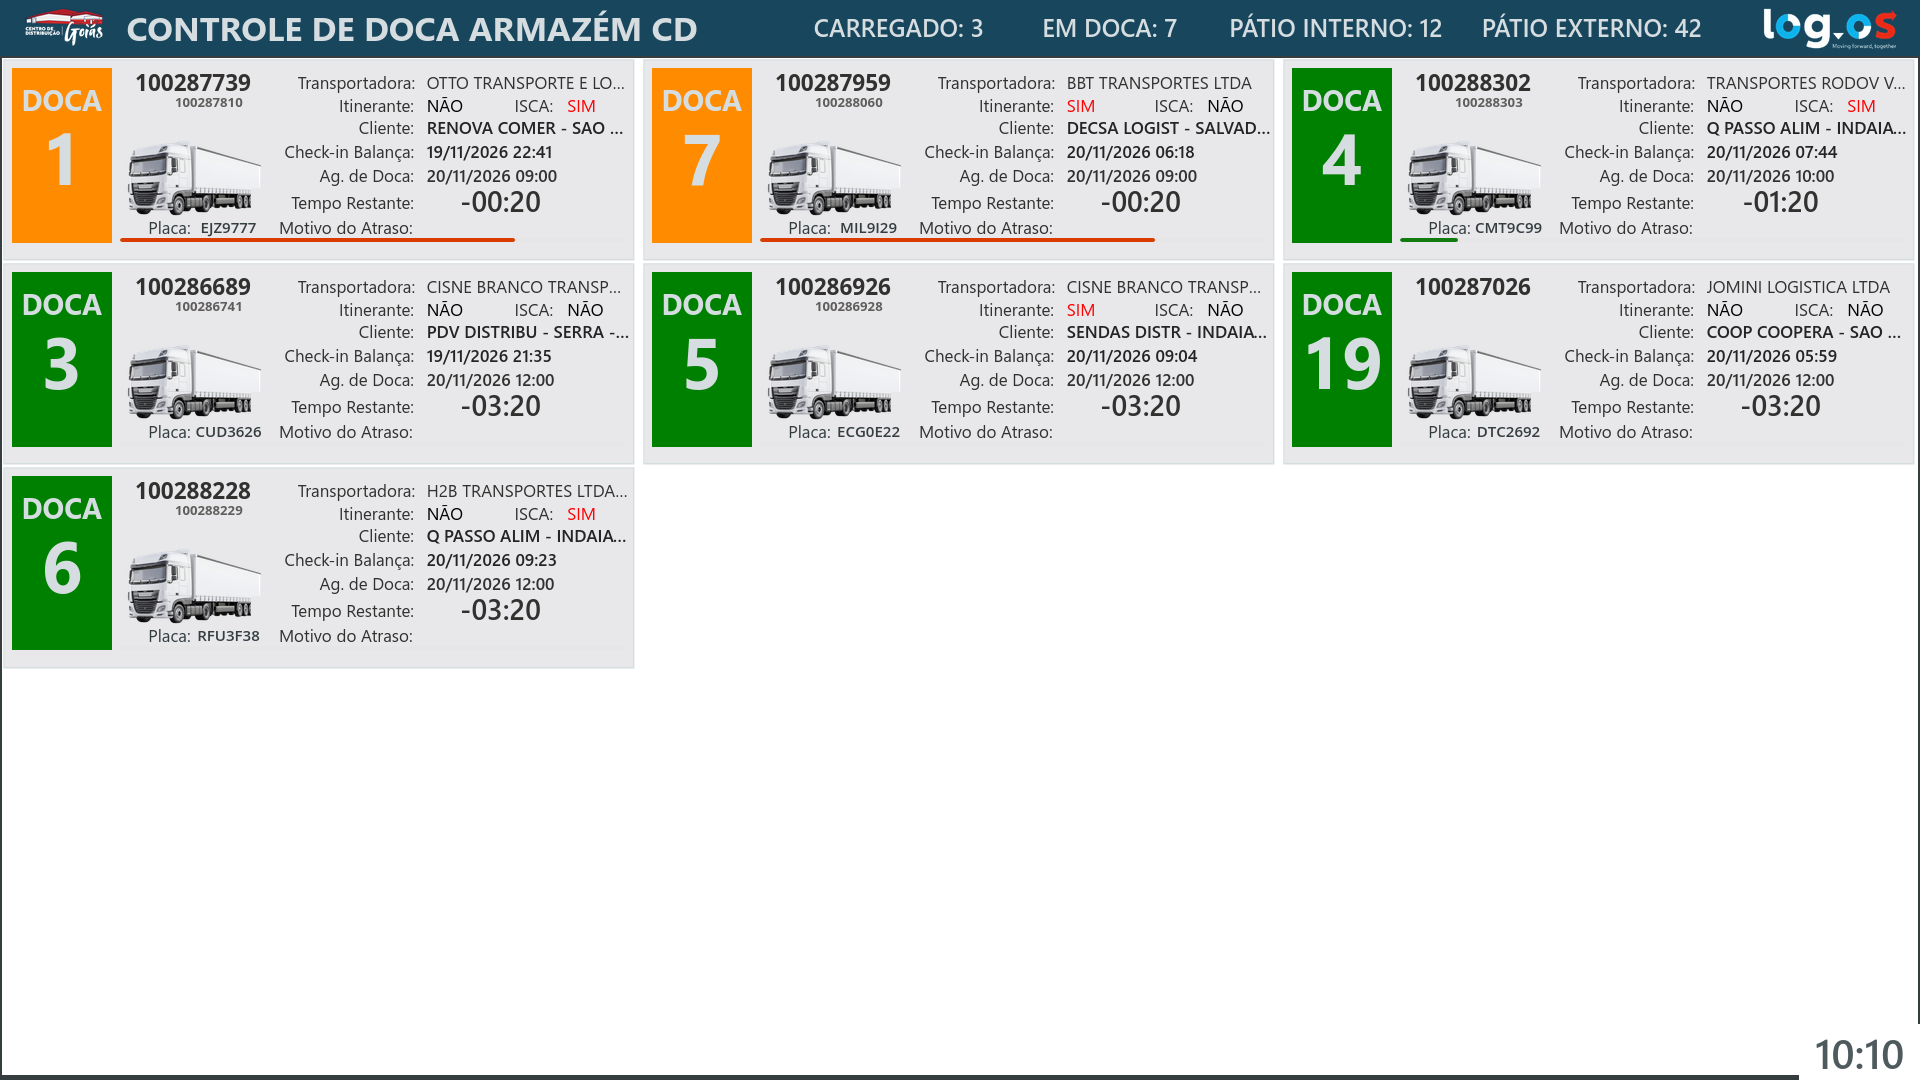 CENTRO DE DISTRIBUIÇÃO Goiás
CONTROLE DE DOCA ARMAZÉM CD
CARREGADO: 3
EM DOCA: 7
PÁTIO INTERNO: 12
PÁTIO EXTERNO: 42
log.os
Moving forward, together
DOCA
1
100287739
100287810
Placa: EJZ9777
Transportadora: OTTO TRANSPORTE E LO...
Itinerante: NÃO ISCA: SIM
Cliente: RENOVA COMER - SAO ...
Check-in Balança: 19/11/2026 22:41
Ag. de Doca: 20/11/2026 09:00
Tempo Restante: -00:20
Motivo do Atraso:
DOCA
7
100287959
100288060
Placa: MIL9I29
Transportadora: BBT TRANSPORTES LTDA
Itinerante: SIM ISCA: NÃO
Cliente: DECSA LOGIST - SALVAD...
Check-in Balança: 20/11/2026 06:18
Ag. de Doca: 20/11/2026 09:00
Tempo Restante: -00:20
Motivo do Atraso:
DOCA
4
100288302
100288303
Placa: CMT9C99
Transportadora: TRANSPORTES RODOV V...
Itinerante: NÃO ISCA: SIM
Cliente: Q PASSO ALIM - INDAIA...
Check-in Balança: 20/11/2026 07:44
Ag. de Doca: 20/11/2026 10:00
Tempo Restante: -01:20
Motivo do Atraso:
DOCA
3
100286689
100286741
Placa: CUD3626
Transportadora: CISNE BRANCO TRANSP...
Itinerante: NÃO ISCA: NÃO
Cliente: PDV DISTRIBU - SERRA -...
Check-in Balança: 19/11/2026 21:35
Ag. de Doca: 20/11/2026 12:00
Tempo Restante: -03:20
Motivo do Atraso:
DOCA
5
100286926
100286928
Placa: ECG0E22
Transportadora: CISNE BRANCO TRANSP...
Itinerante: SIM ISCA: NÃO
Cliente: SENDAS DISTR - INDAIA...
Check-in Balança: 20/11/2026 09:04
Ag. de Doca: 20/11/2026 12:00
Tempo Restante: -03:20
Motivo do Atraso:
DOCA
19
100287026
Placa: DTC2692
Transportadora: JOMINI LOGISTICA LTDA
Itinerante: NÃO ISCA: NÃO
Cliente: COOP COOPERA - SAO ...
Check-in Balança: 20/11/2026 05:59
Ag. de Doca: 20/11/2026 12:00
Tempo Restante: -03:20
Motivo do Atraso:
DOCA
6
100288228
100288229
Placa: RFU3F38
Transportadora: H2B TRANSPORTES LTDA...
Itinerante: NÃO ISCA: SIM
Cliente: Q PASSO ALIM - INDAIA...
Check-in Balança: 20/11/2026 09:23
Ag. de Doca: 20/11/2026 12:00
Tempo Restante: -03:20
Motivo do Atraso:
10:10